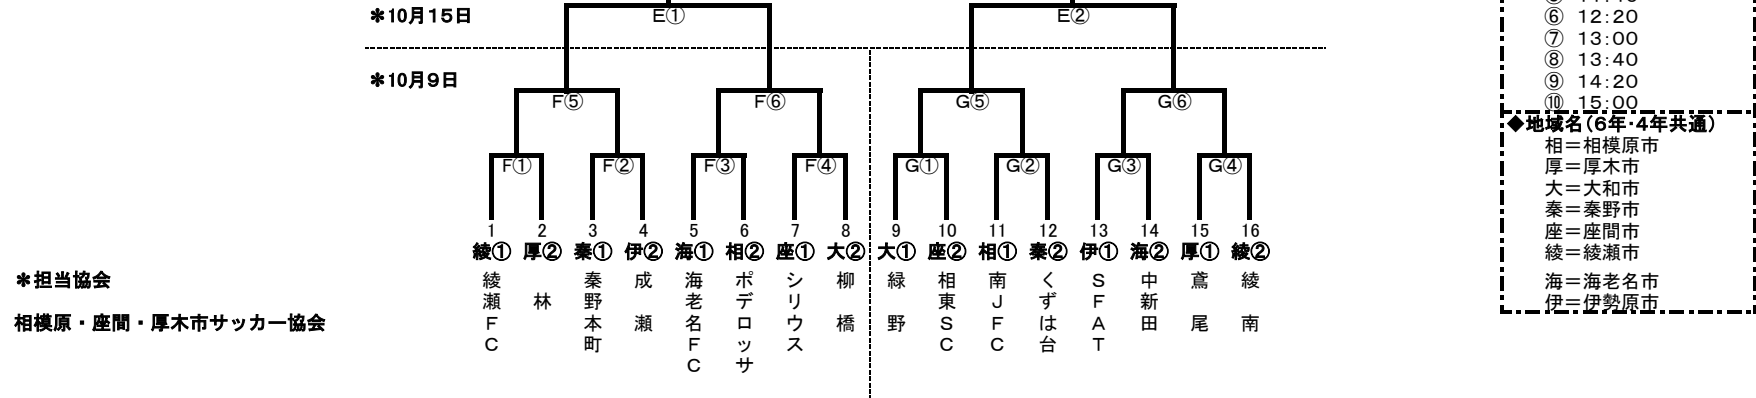 ＊10月15日
E① E②
＊10月9日
F⑤ F⑥ G⑤ G⑥
F① F② F③ F④ G① G② G③ G④
1 2 3 4 5 6 7 8 9 10 11 12 13 14 15 16
綾① 厚② 秦① 伊② 海① 相② 座① 大② 大① 座② 相① 秦② 伊① 海② 厚① 綾②
綾瀬FC
林
秦野本町
成瀬
海老名FC
ポデロッサ
シリウス
柳橋
緑野
相東SC
南JFC
くずは台
SFAT
中新田
鳶尾
綾南
＊担当協会
相模原・座間・厚木市サッカー協会
⑥ 12:20
⑦ 13:00
⑧ 13:40
⑨ 14:20
⑩ 15:00
◆地域名(6年･4年共通)
相＝相模原市
厚＝厚木市
大＝大和市
秦＝秦野市
座＝座間市
綾＝綾瀬市
海＝海老名市
伊＝伊勢原市